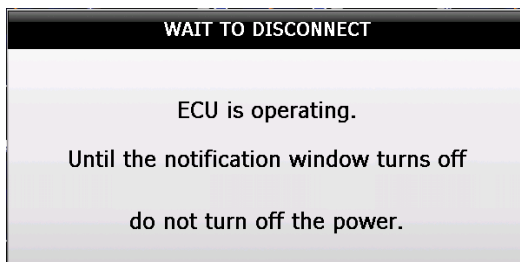 WAIT TO DISCONNECT
ECU is operating.
Until the notification window turns off
do not turn off the power.